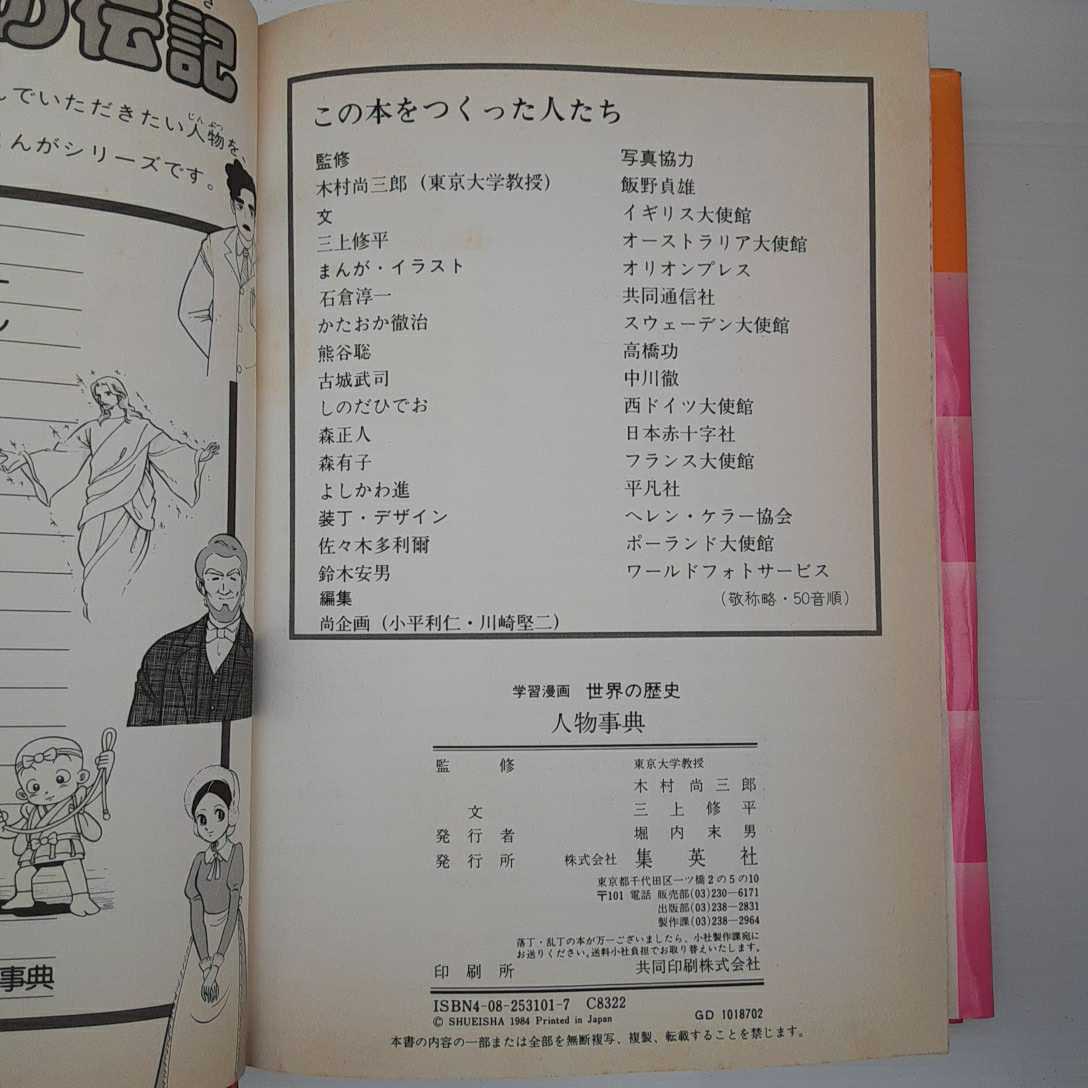 の伝記
んでいただきたい人物を、
じんぶつ
まんがシリーズです。
事典
この本をつくった人たち
監修
木村尚三郎（東京大学教授）
文
三上修平
まんが・イラスト
石倉淳一
かたおか徹治
熊谷聡
古城武司
しのだひでお
森正人
森有子
よしかわ進
装丁・デザイン
佐々木多利爾
鈴木安男
編集
尚企画（小平利仁・川崎堅二）
写真協力
飯野貞雄
イギリス大使館
オーストラリア大使館
オリオンプレス
共同通信社
スウェーデン大使館
高橋功
中川徹
西ドイツ大使館
日本赤十字社
フランス大使館
平凡社
ヘレン・ケラー協会
ポーランド大使館
ワールドフォトサービス
（敬称略・50音順）
学習漫画 世界の歴史
人物事典
監修 東京大学教授
木村尚三郎
文 三上修平
発行者 堀内末男
発行所 株式会社 集英社
東京都千代田区一ツ橋2の5の10
〒101 電話 販売部(03)230−6171
出版部(03)238−2831
製作課(03)238−2964
落丁・乱丁の本が万一ございましたら、小社製作課宛に
お送りください。送料小社負担でお取り替えいたします。
印刷所 共同印刷株式会社
ISBN4-08-253101-7 C8322
© SHUEISHA 1984 Printed in Japan
GD 1018702
本書の内容の一部または全部を無断複写、複製、転載することを禁じます。